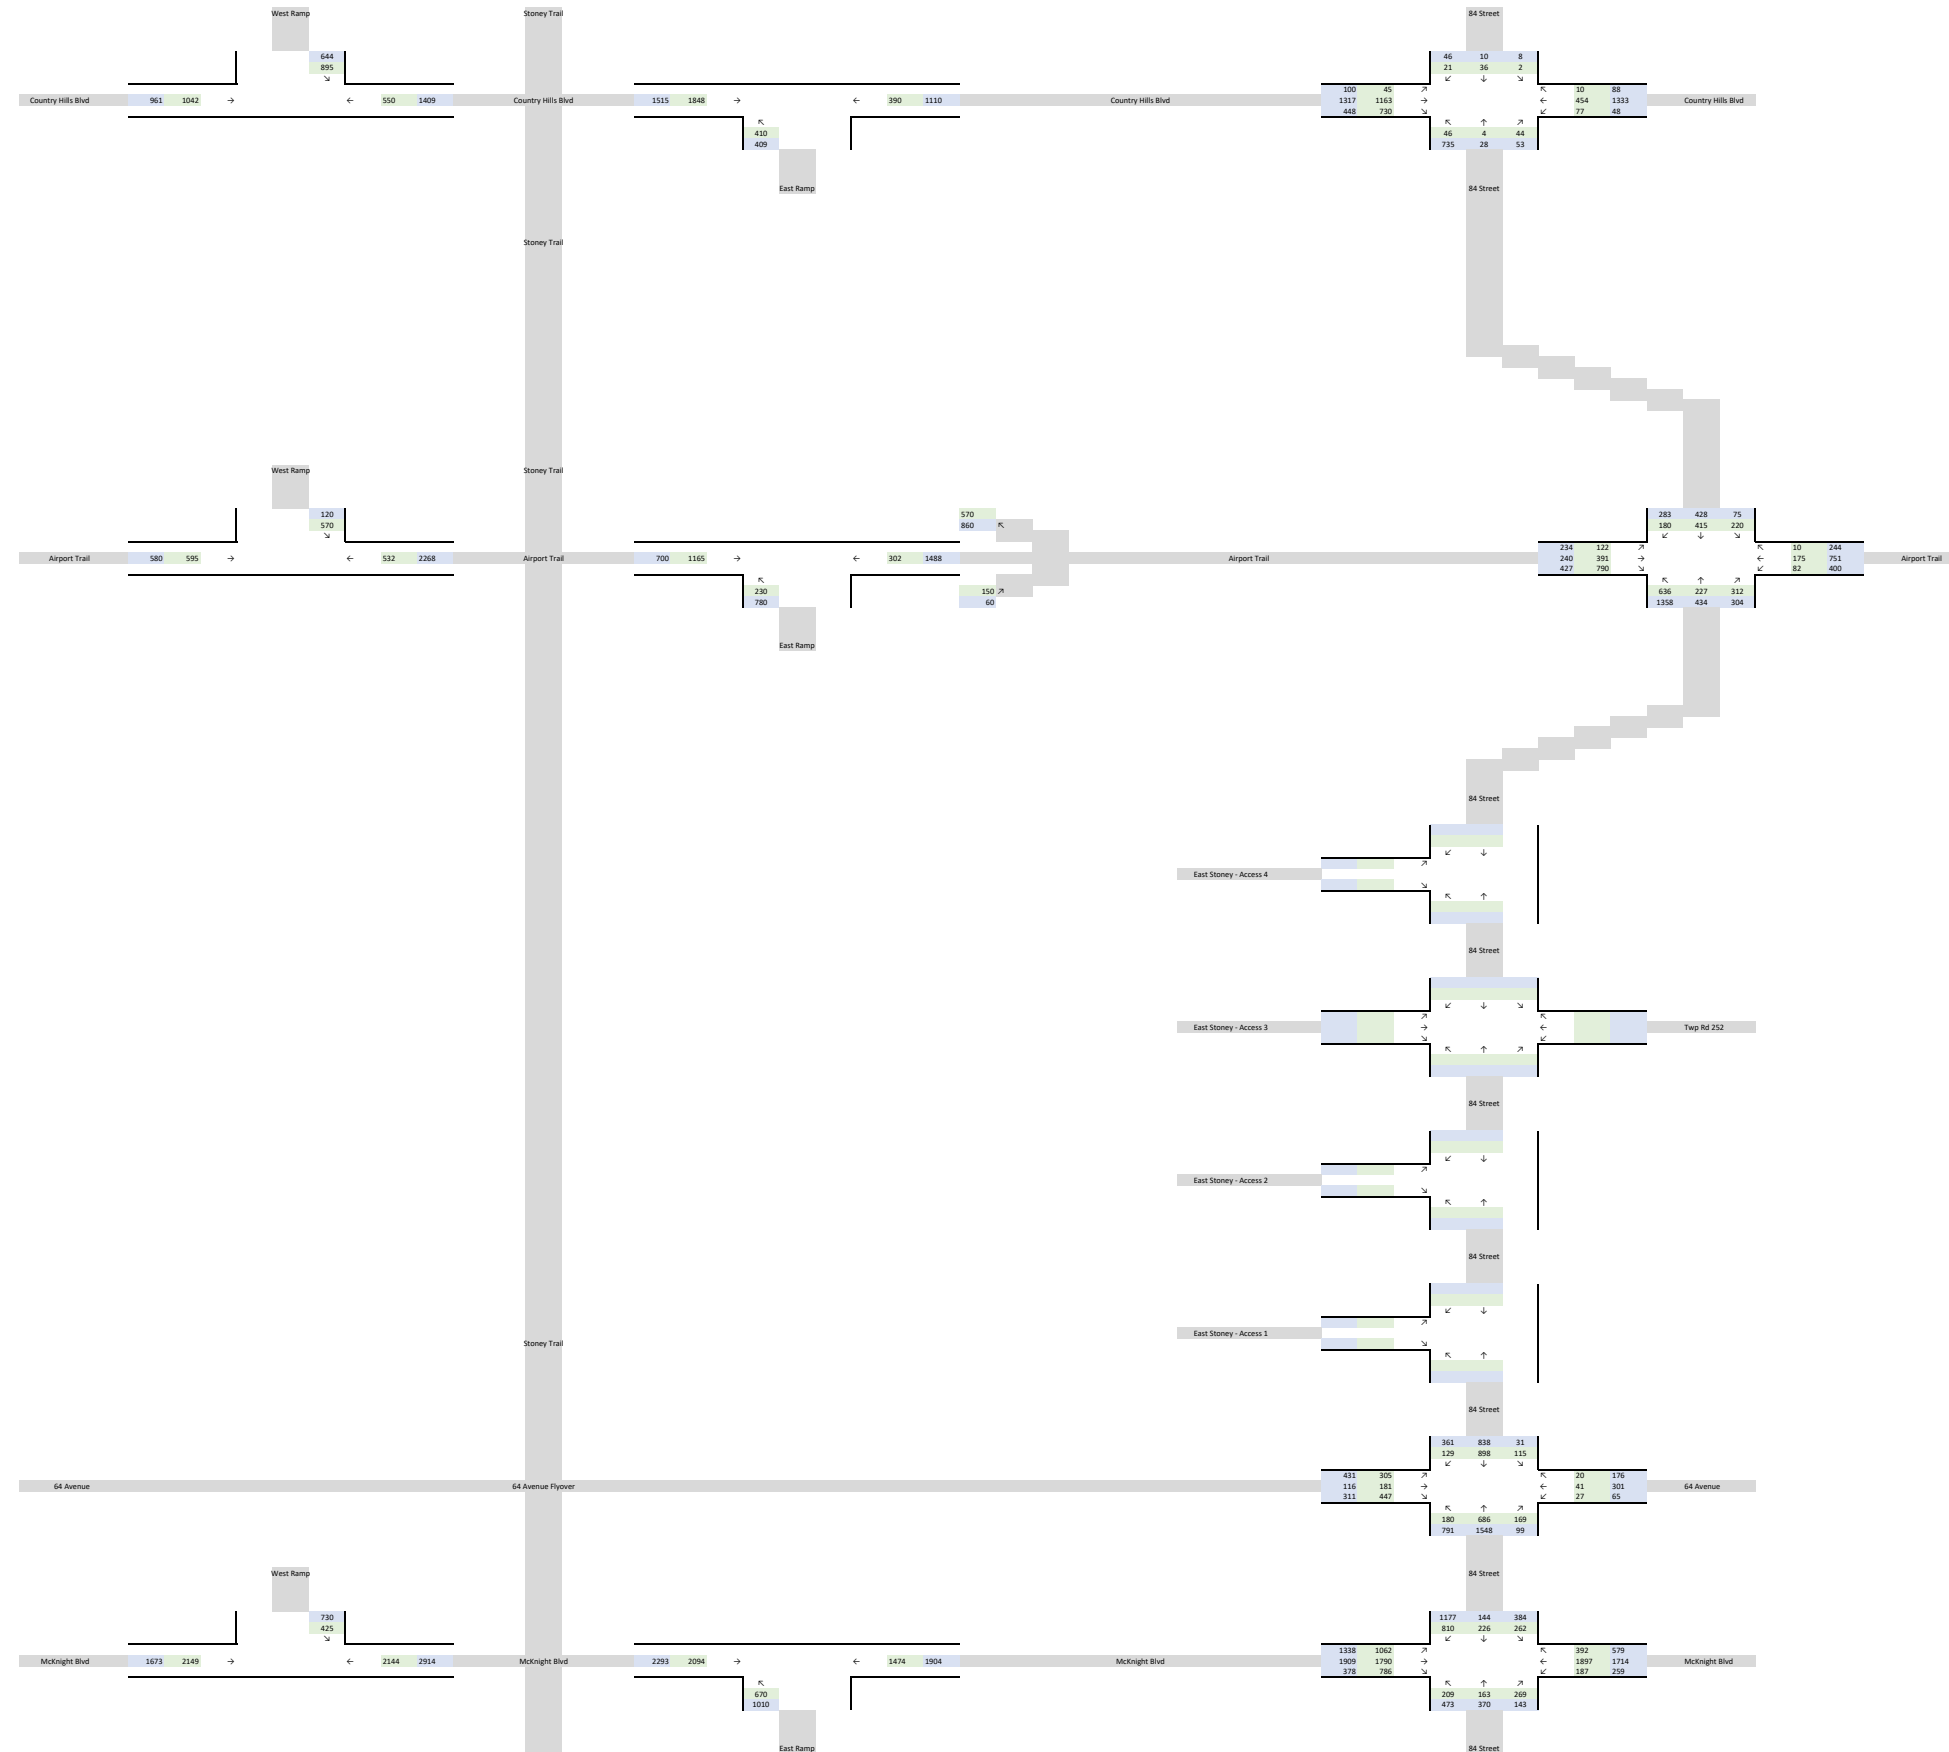 West Ramp Stoney Trail 84 Street
644 46 10 8
895 21 36 2
↘ ↙ ↓ ↘
100 45 ↗ ↖ 10 88
Country Hills Blvd 961 1042 → ← 550 1409 Country Hills Blvd 1515 1848 → ← 390 1110 Country Hills Blvd 1317 1163 → ← 454 1333 Country Hills Blvd
448 730 ↘ ↙ 77 48
↖ ↖ ↑ ↗
410 46 4 44
409 735 28 53
East Ramp 84 Street
Stoney Trail
West Ramp Stoney Trail
120 570 283 428 75
570 860 ↖ 180 415 220
↘ ↙ ↓ ↘
234 122 ↗ ↖ 10 244
Airport Trail 580 595 → ← 532 2268 Airport Trail 700 1165 → ← 302 1488 Airport Trail 240 391 → ← 175 751 Airport Trail
427 790 ↘ ↙ 82 400
↖ ↖ ↑ ↗
230 150 ↗ 636 227 312
780 60 1358 434 304
East Ramp
84 Street
↙ ↓
↗
East Stoney - Access 4
↘
↖ ↑
84 Street
↙ ↓ ↘
↗ ↖
East Stoney - Access 3 → ← Twp Rd 252
↘ ↙
↖ ↑ ↗
84 Street
↙ ↓
↗
East Stoney - Access 2
↘
↖ ↑
84 Street
↙ ↓
↗
East Stoney - Access 1
Stoney Trail ↘
↖ ↑
84 Street
361 838 31
129 898 115
↙ ↓ ↘
431 305 ↗ ↖ 20 176
64 Avenue 64 Avenue Flyover 116 181 → ← 41 301 64 Avenue
311 447 ↘ ↙ 27 65
↖ ↑ ↗
180 686 169
791 1548 99
West Ramp 84 Street
730 1177 144 384
425 810 226 262
↘ ↙ ↓ ↘
1338 1062 ↗ ↖ 392 579
McKnight Blvd 1673 2149 → ← 2144 2914 McKnight Blvd 2293 2094 → ← 1474 1904 McKnight Blvd 1909 1790 → ← 1897 1714 McKnight Blvd
378 786 ↘ ↙ 187 259
↖ ↖ ↑ ↗
670 209 163 269
1010 473 370 143
East Ramp 84 Street